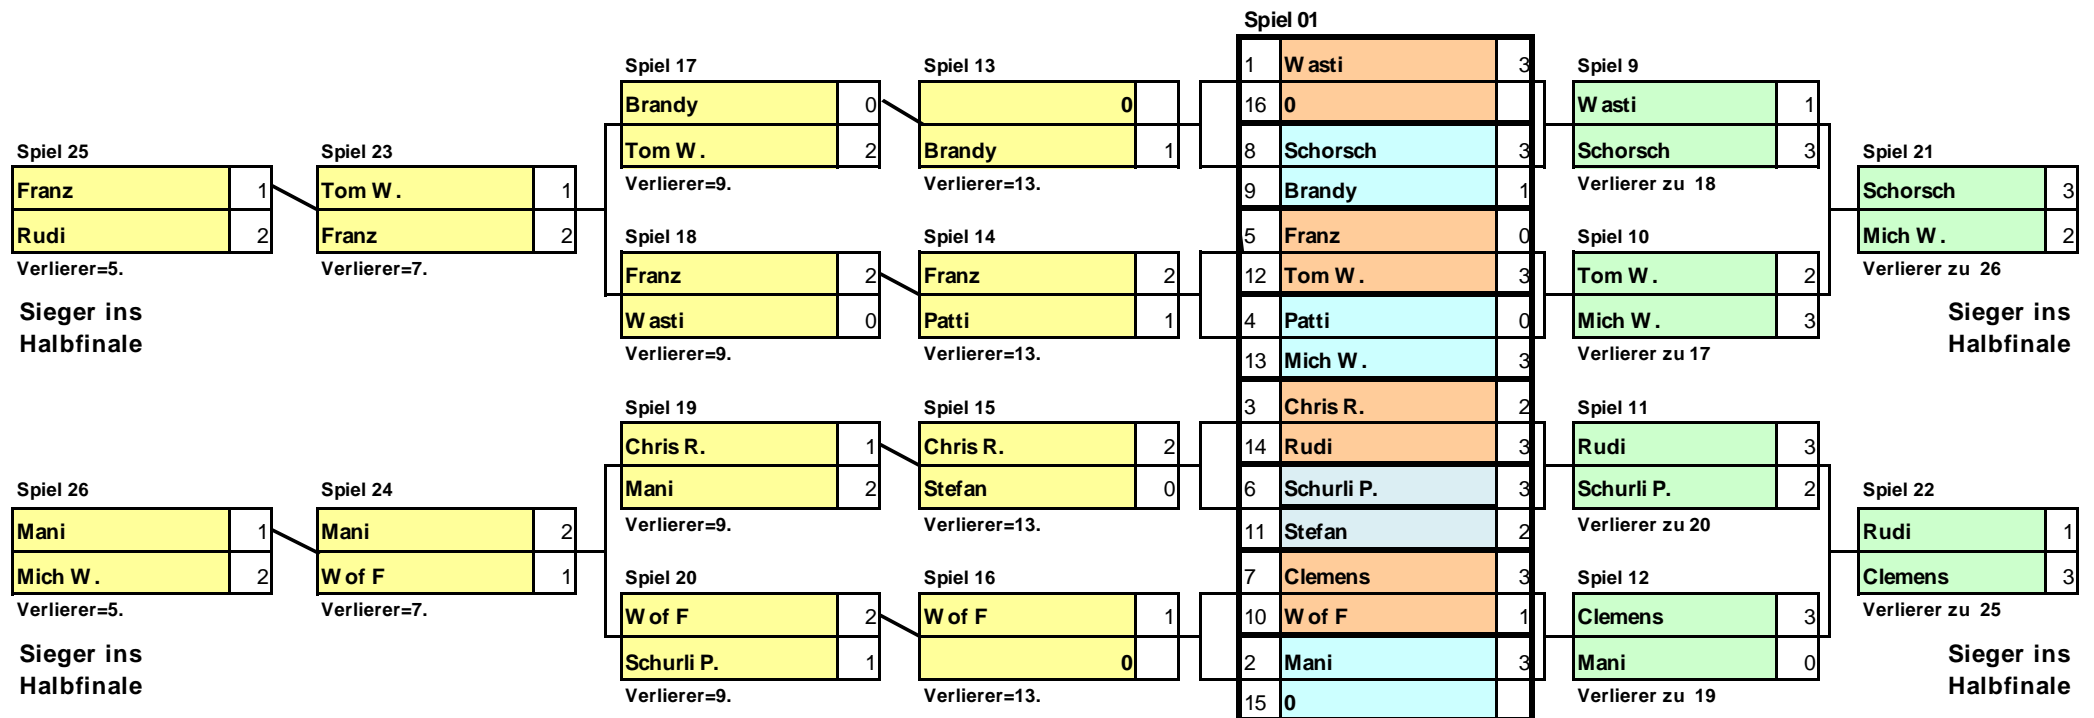 Spiel 01
1 Wasti 3
Spiel 17 Spiel 13 Spiel 9
Brandy 0 0 16 0 Wasti 1
Spiel 25 Spiel 23 Tom W. 2 Brandy 1 8 Schorsch 3 Schorsch 3 Spiel 21
Franz 1 Tom W. 1 Verlierer=9. Verlierer=13. 9 Brandy 1 Verlierer zu 18 Schorsch 3
Rudi 2 Franz 2 Spiel 18 Spiel 14 5 Franz 0 Spiel 10 Mich W. 2
Verlierer=5. Verlierer=7. Franz 2 Franz 2 12 Tom W. 3 Tom W. 2 Verlierer zu 26
Sieger ins Wasti 0 Patti 1 4 Patti 0 Mich W. 3 Sieger ins
Halbfinale Verlierer=9. Verlierer=13. 13 Mich W. 3 Verlierer zu 17 Halbfinale
Spiel 19 Spiel 15 3 Chris R. 2 Spiel 11
Chris R. 1 Chris R. 2 14 Rudi 3 Rudi 3
Spiel 26 Spiel 24 Mani 2 Stefan 0 6 Schurli P. 3 Schurli P. 2 Spiel 22
Mani 1 Mani 2 Verlierer=9. Verlierer=13. 11 Stefan 2 Verlierer zu 20 Rudi 1
Mich W. 2 W of F 1 Spiel 20 Spiel 16 7 Clemens 3 Spiel 12 Clemens 3
Verlierer=5. Verlierer=7. W of F 2 W of F 1 10 W of F 1 Clemens 3 Verlierer zu 25
Sieger ins Schurli P. 1 0 2 Mani 3 Mani 0 Sieger ins
Halbfinale Verlierer=9. Verlierer=13. 15 0 Verlierer zu 19 Halbfinale